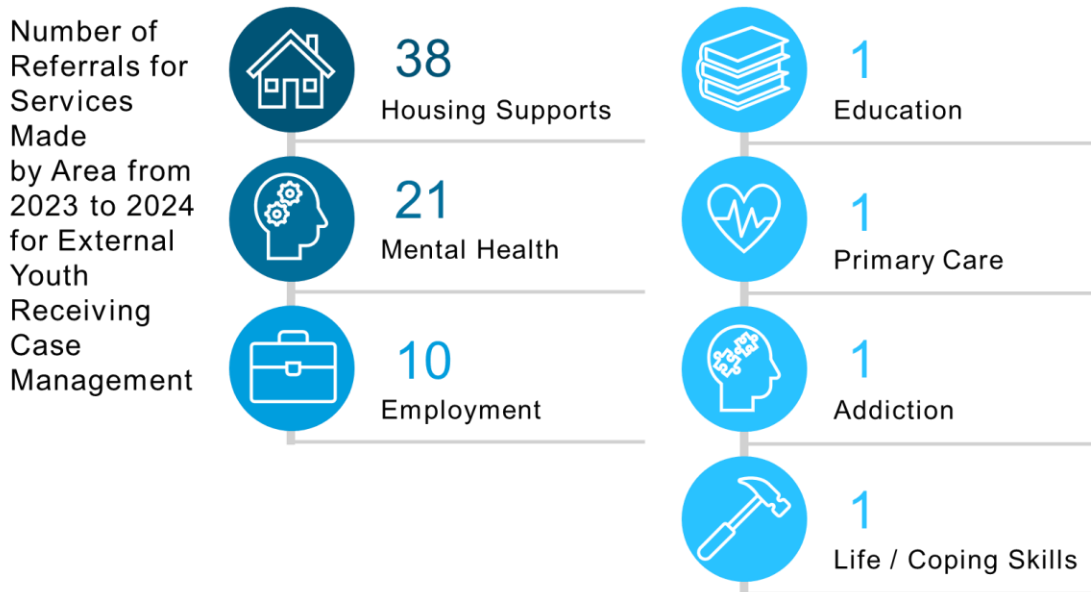 Number of
Referrals for
Services
Made
by Area from
2023 to 2024
for External
Youth
Receiving
Case
Management
38
Housing Supports
21
Mental Health
10
Employment
1
Education
1
Primary Care
1
Addiction
1
Life / Coping Skills